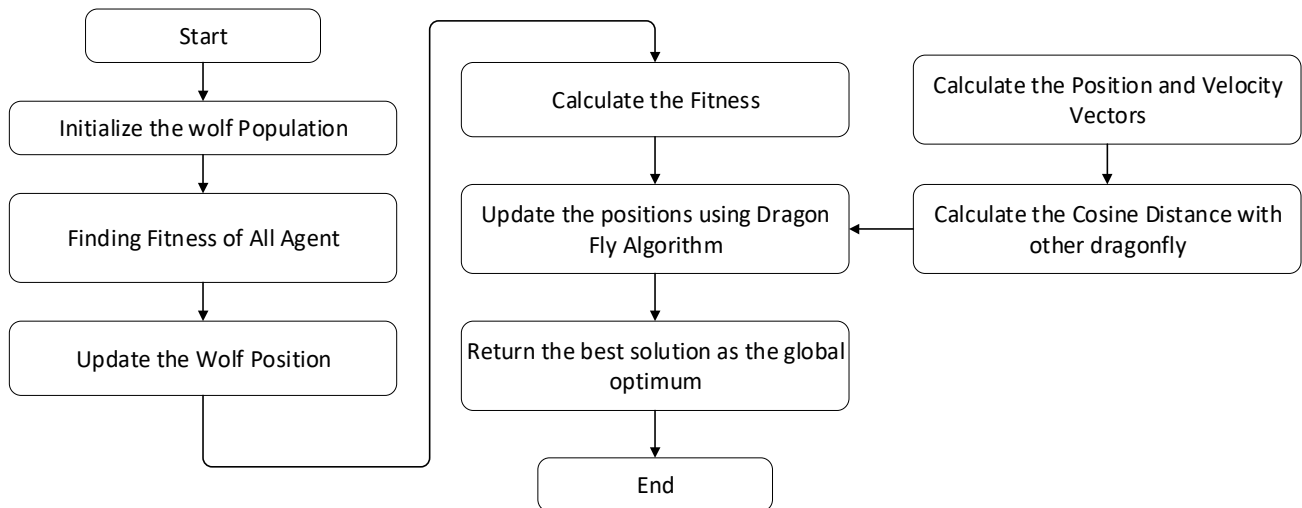 Start
Initialize the wolf Population
Finding Fitness of All Agent
Update the Wolf Position
Calculate the Fitness
Update the positions using Dragon
Fly Algorithm
Return the best solution as the global
optimum
End
Calculate the Position and Velocity
Vectors
Calculate the Cosine Distance with
other dragonfly